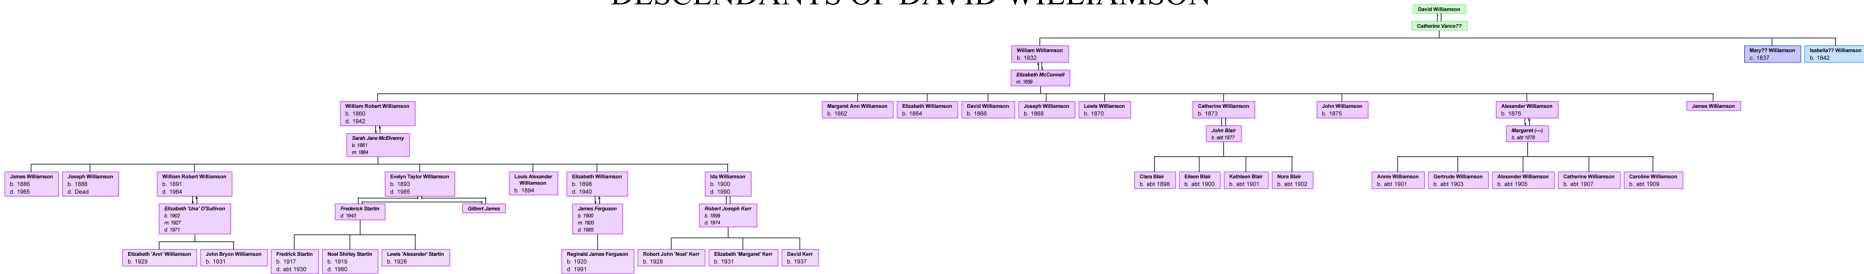 DESCENDANTS OF DAVID WILLIAMSON
David Williamson
Catherine Vance??
William Williamson
b. 1832
Elizabeth McConnell
m. 1859
Mary?? Williamson
c. 1837
Isabella?? Williamson
b. 1842
William Robert Williamson
b. 1860
d. 1942
Sarah Jane McElvenny
b. 1861
m. 1884
Margaret Ann Williamson
b. 1862
Elizabeth Williamson
b. 1864
David Williamson
b. 1866
Joseph Williamson
b. 1868
Lewis Williamson
b. 1870
Catherine Williamson
b. 1873
John Blair
b. abt 1877
John Williamson
b. 1875
Alexander Williamson
b. 1876
Margaret (---)
b. abt 1878
James Williamson
James Williamson
b. 1886
d. 1965
Joseph Williamson
b. 1888
d. Dead
William Robert Williamson
b. 1891
d. 1964
Elizabeth 'Una' O'Sullivon
b. 1902
m. 1927
d. 1971
Evelyn Taylor Williamson
b. 1893
d. 1985
Frederick Startin
d. 1943
Gilbert James
Louis Alexander
Williamson
b. 1894
Elizabeth Williamson
b. 1898
d. 1940
James Ferguson
b. 1900
m. 1920
d. 1985
Ida Williamson
b. 1900
d. 1990
Robert Joseph Kerr
b. 1898
d. 1974
Clara Blair
b. abt 1898
Eileen Blair
b. abt 1900
Kathleen Blair
b. abt 1901
Nora Blair
b. abt 1902
Annie Williamson
b. abt 1901
Gertrude Williamson
b. abt 1903
Alexander Williamson
b. abt 1905
Catherine Williamson
b. abt 1907
Caroline Williamson
b. abt 1909
Elizabeth 'Ann' Williamson
b. 1929
John Bryon Williamson
b. 1931
Fredrick Startin
b. 1917
d. abt 1930
Noel Shirley Startin
b. 1919
d. 1980
Lewis 'Alexander' Startin
b. 1926
Reginald James Ferguson
b. 1920
d. 1991
Robert John 'Noel' Kerr
b. 1928
Elizabeth 'Margaret' Kerr
b. 1931
David Kerr
b. 1937